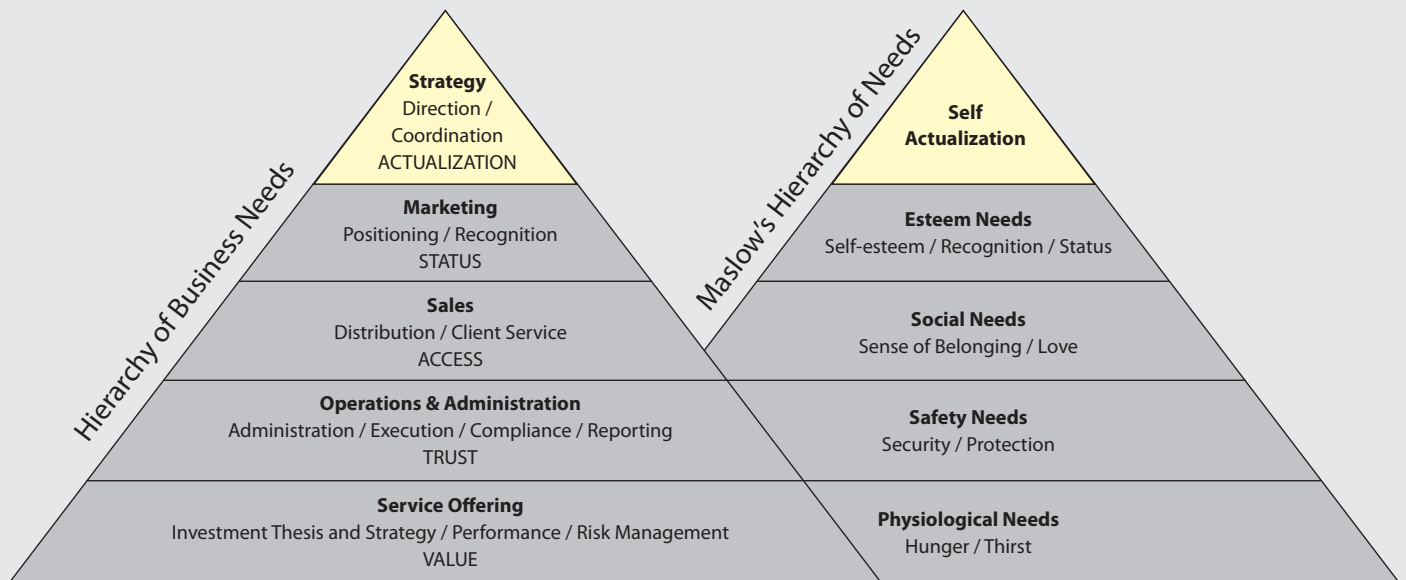 Hierarchy of Business Needs
Strategy
Direction /
Coordination
ACTUALIZATION
Marketing
Positioning / Recognition
STATUS
Sales
Distribution / Client Service
ACCESS
Operations & Administration
Administration / Execution / Compliance / Reporting
TRUST
Service Offering
Investment Thesis and Strategy / Performance / Risk Management
VALUE
Maslow's Hierarchy of Needs
Self
Actualization
Esteem Needs
Self-esteem / Recognition / Status
Social Needs
Sense of Belonging / Love
Safety Needs
Security / Protection
Physiological Needs
Hunger / Thirst